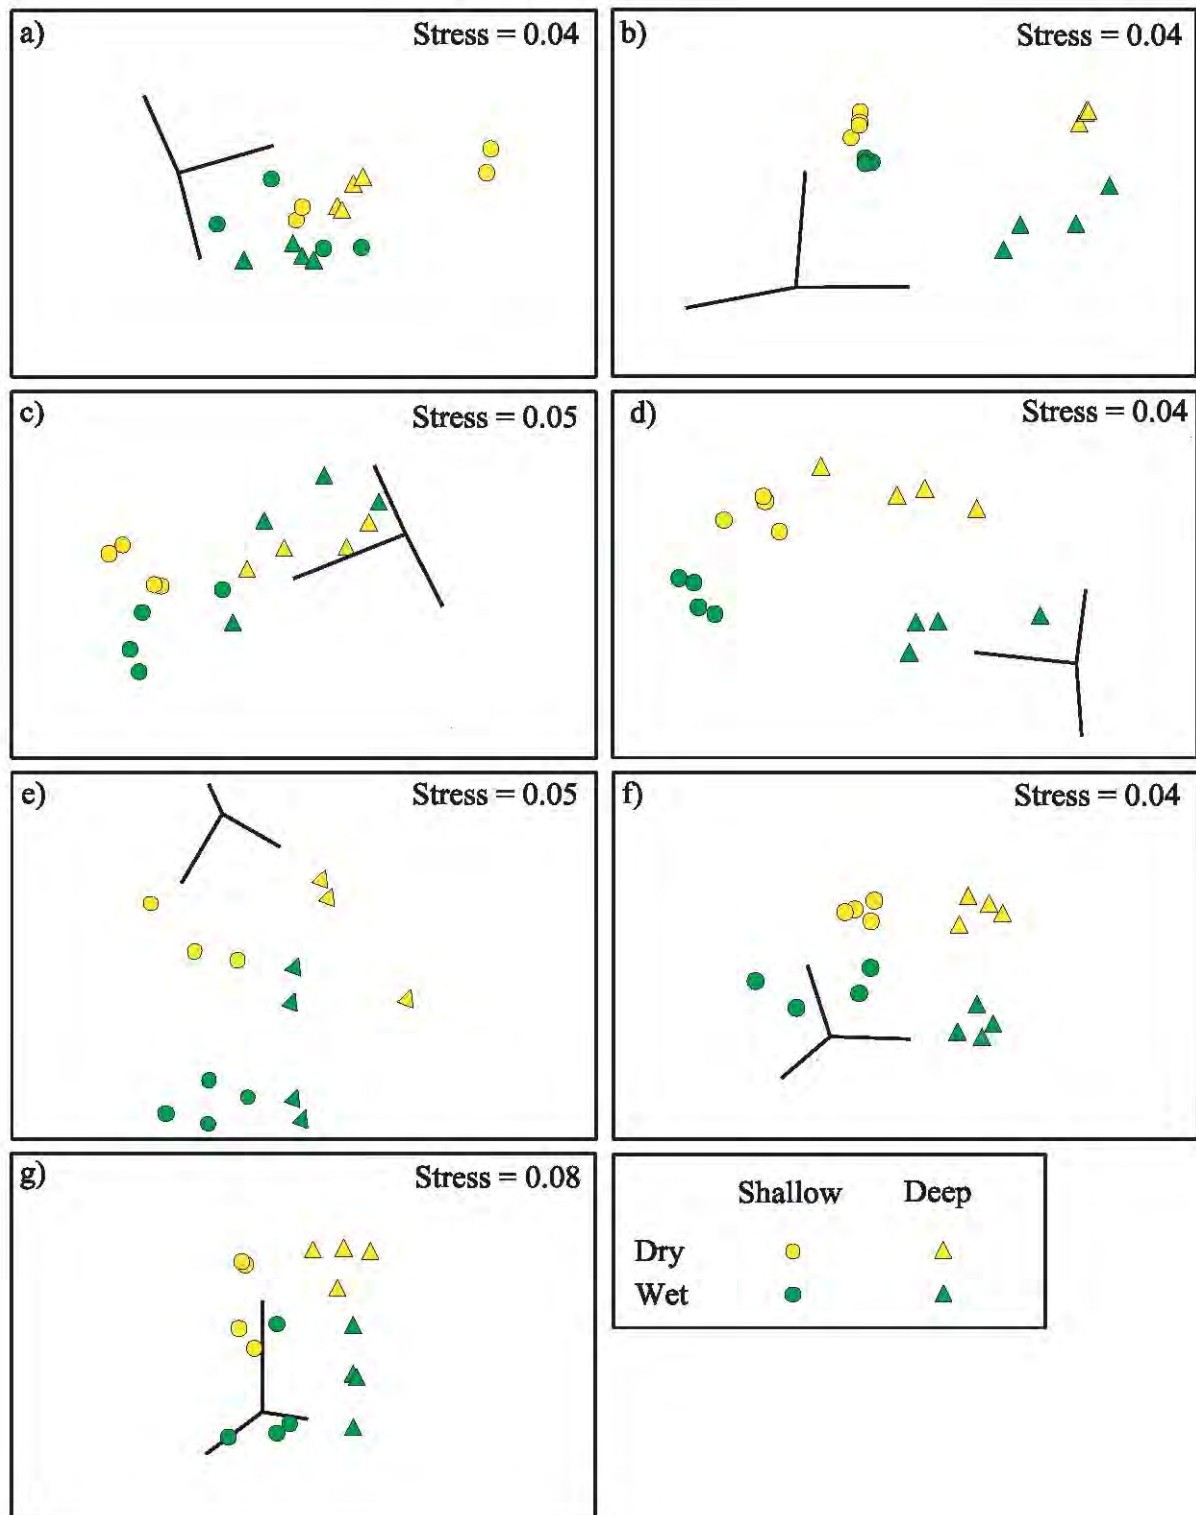 a) Stress = 0.04
b) Stress = 0.04
c) Stress = 0.05
d) Stress = 0.04
e) Stress = 0.05
f) Stress = 0.04
g) Stress = 0.08
Shallow Deep
Dry
Wet